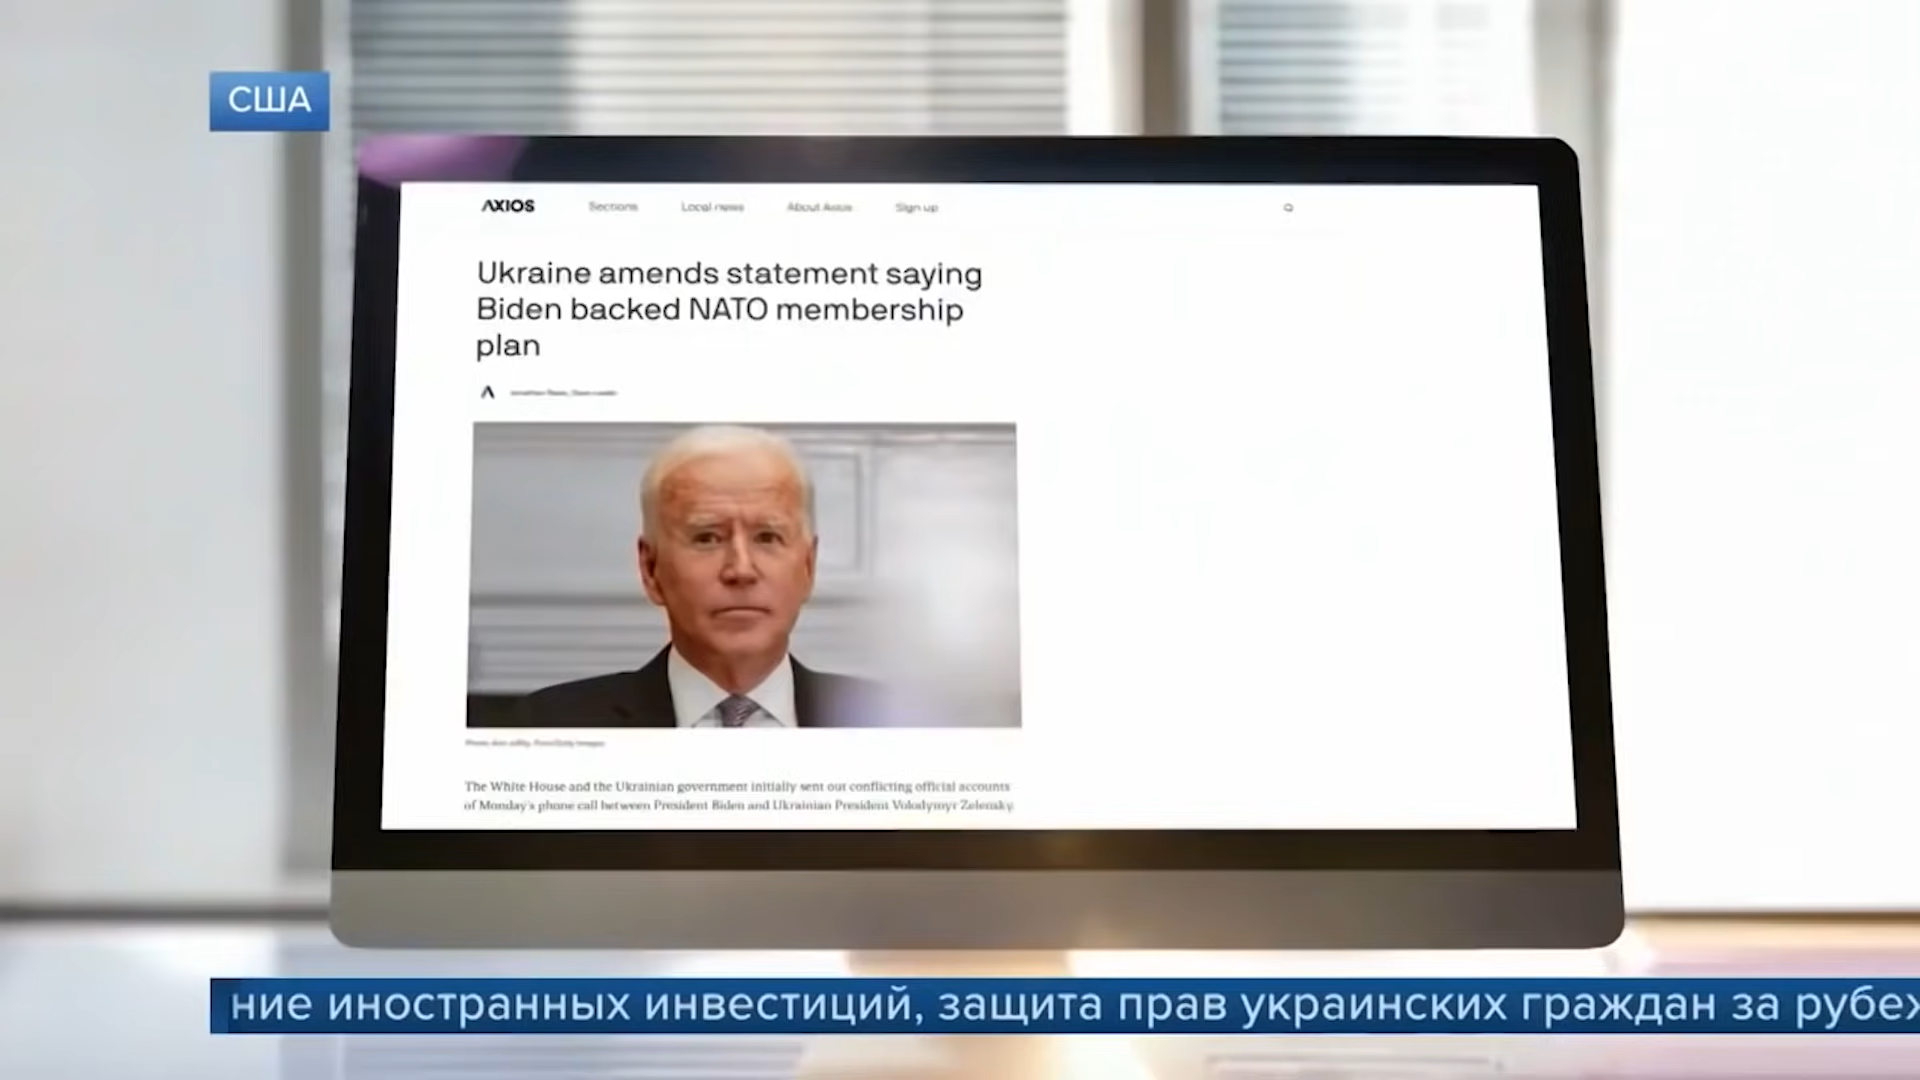 США
AXIOS Sections Local news About Axios Sign up
Ukraine amends statement saying
Biden backed NATO membership
plan
The White House and the Ukrainian government initially sent out conflicting official accounts
of Monday's phone call between President Biden and Ukrainian President Volodymyr Zelensky.
ние иностранных инвестиций, защита прав украинских граждан за рубеж